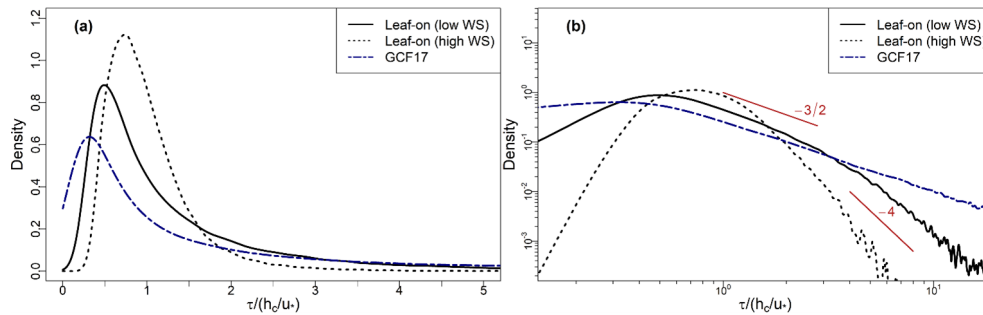 (a)
Leaf-on (low WS)
Leaf-on (high WS)
GCF17
Density
1.2
1.0
0.8
0.6
0.4
0.2
0.0
0 1 2 3 4 5
τ/(h_c/u_*)
(b)
Leaf-on (low WS)
Leaf-on (high WS)
GCF17
−3/2
−4
Density
10^1
10^0
10^-1
10^-2
10^-3
10^0 10^1
τ/(h_c/u_*)